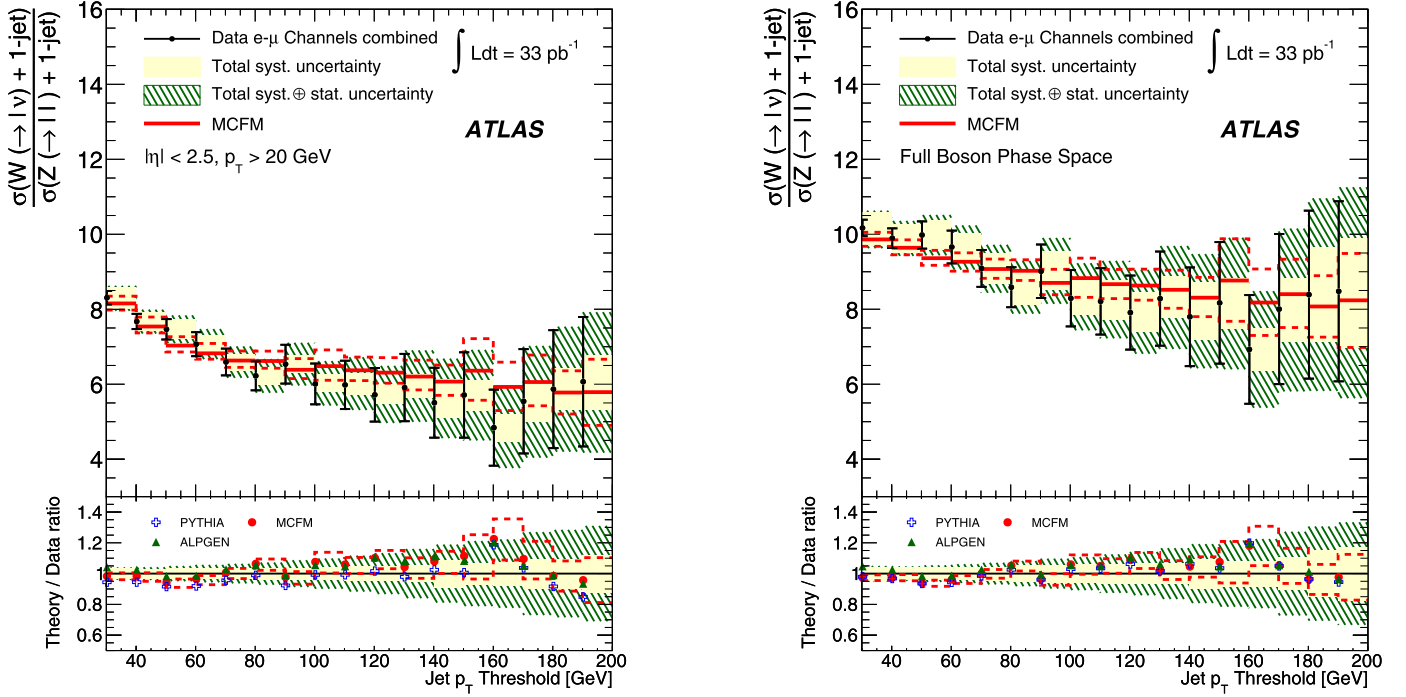 σ(W (→ l ν) + 1-jet)
σ(Z (→ l l) + 1-jet)
16
14
12
10
8
6
4
Data e-μ Channels combined
∫ Ldt = 33 pb⁻¹
Total syst. uncertainty
Total syst.⊕ stat. uncertainty
MCFM
ATLAS
|η| < 2.5, p_T > 20 GeV
Theory / Data ratio
1.4
1.2
1
0.8
0.6
PYTHIA
MCFM
ALPGEN
40 60 80 100 120 140 160 180 200
Jet p_T Threshold [GeV]
σ(W (→ l ν) + 1-jet)
σ(Z (→ l l) + 1-jet)
16
14
12
10
8
6
4
Data e-μ Channels combined
∫ Ldt = 33 pb⁻¹
Total syst. uncertainty
Total syst.⊕ stat. uncertainty
MCFM
ATLAS
Full Boson Phase Space
Theory / Data ratio
1.4
1.2
1
0.8
0.6
PYTHIA
MCFM
ALPGEN
40 60 80 100 120 140 160 180 200
Jet p_T Threshold [GeV]